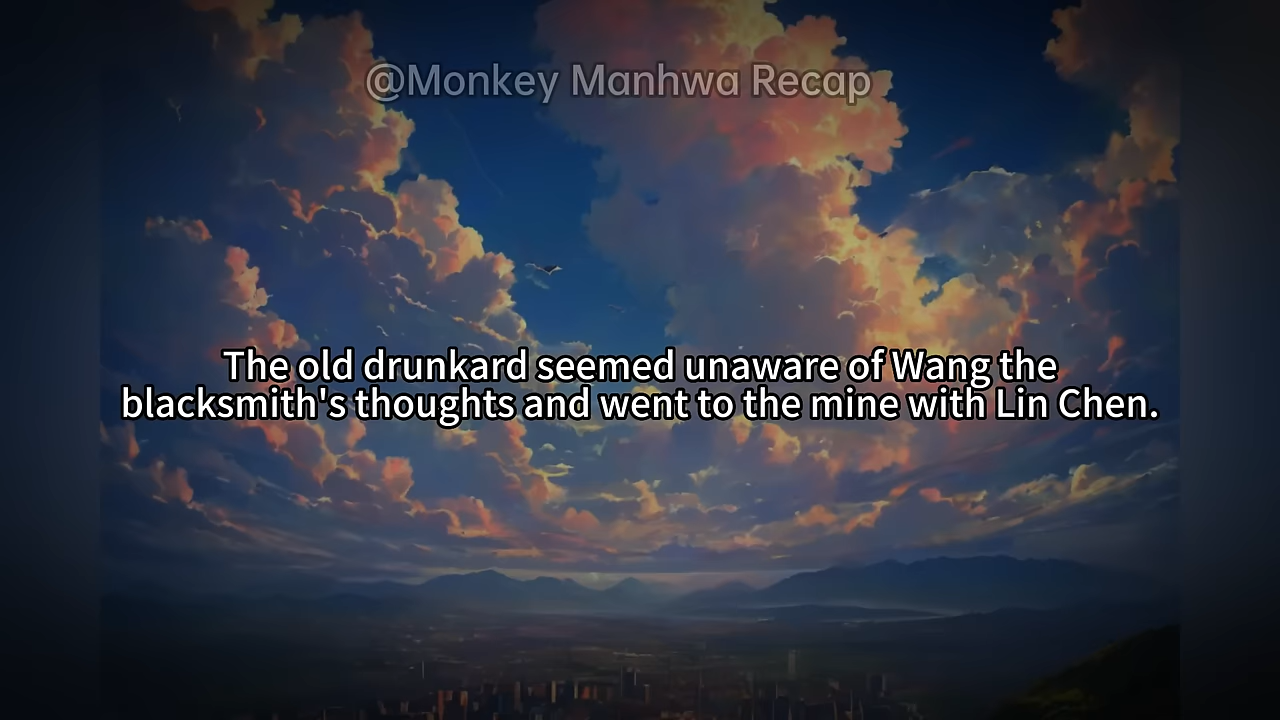 @Monkey Manhwa Recap
The old drunkard seemed unaware of Wang the
blacksmith's thoughts and went to the mine with Lin Chen.